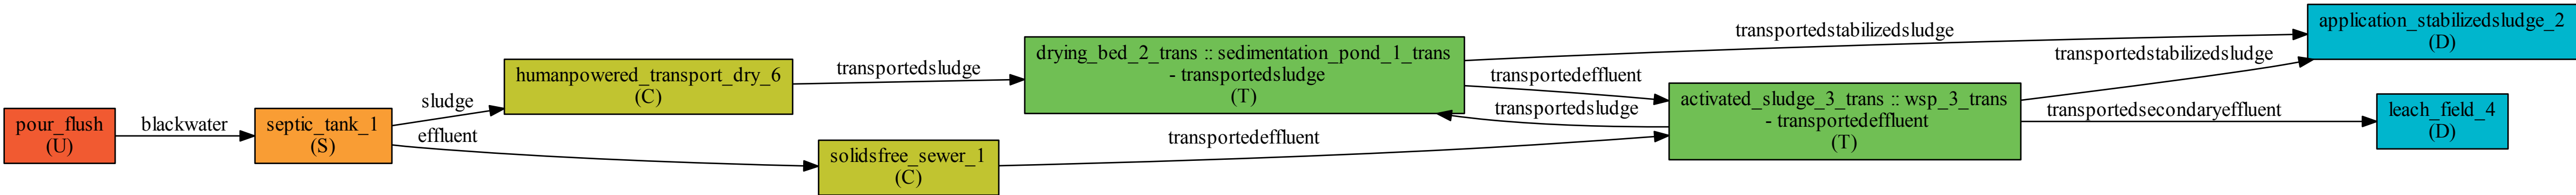 pour_flush
(U)
blackwater
septic_tank_1
(S)
sludge
effluent
humanpowered_transport_dry_6
(C)
solidsfree_sewer_1
(C)
transportedsludge
transportedeffluent
drying_bed_2_trans :: sedimentation_pond_1_trans
- transportedsludge
(T)
transportedstabilizedsludge
transportedeffluent
transportedsludge
activated_sludge_3_trans :: wsp_3_trans
- transportedeffluent
(T)
transportedstabilizedsludge
transportedsecondaryeffluent
application_stabilizedsludge_2
(D)
leach_field_4
(D)